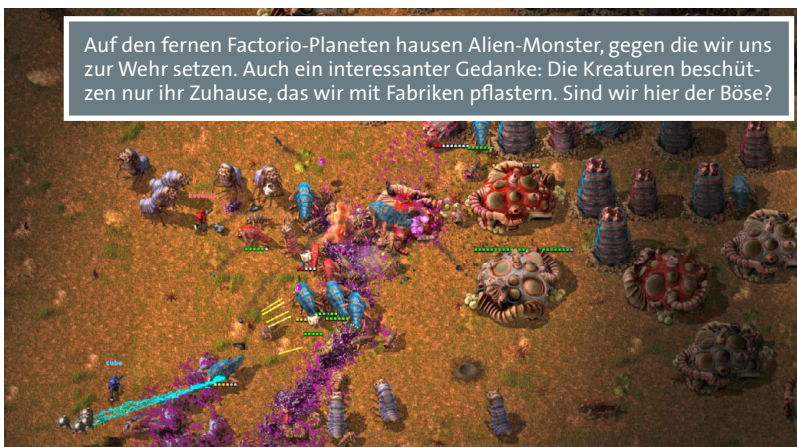 Auf den fernen Factorio-Planeten hausen Alien-Monster, gegen die wir uns
zur Wehr setzen. Auch ein interessanter Gedanke: Die Kreaturen beschüt-
zen nur ihr Zuhause, das wir mit Fabriken pflastern. Sind wir hier der Böse?
cube